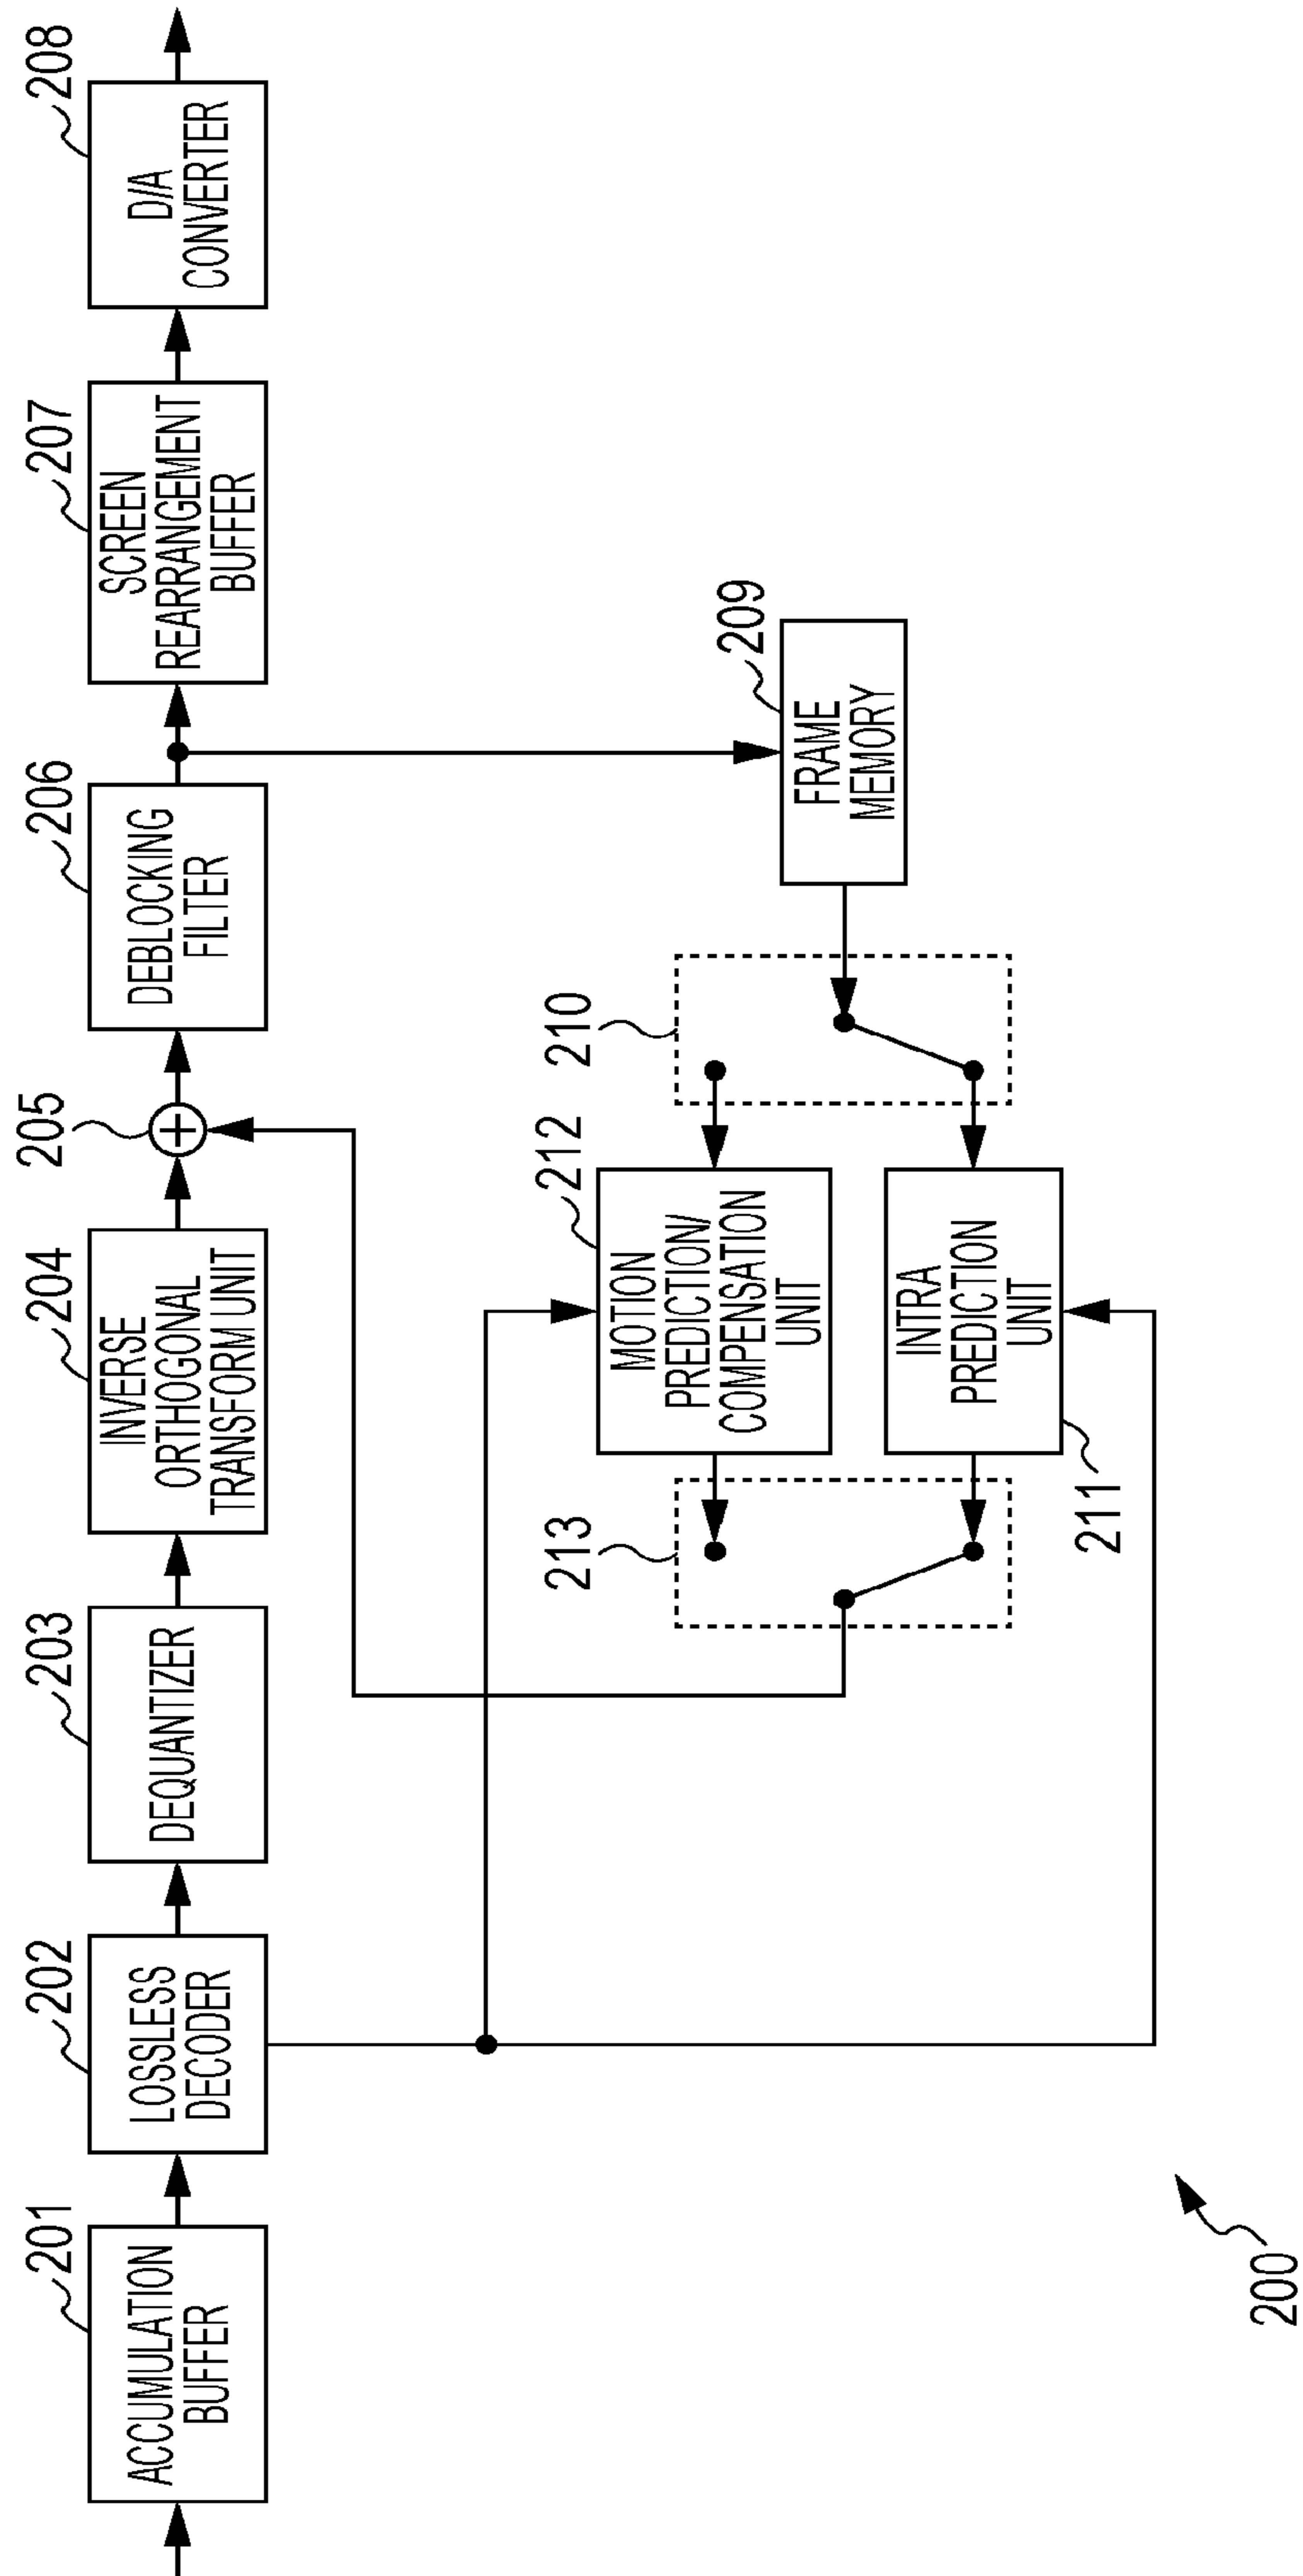 201
ACCUMULATION
BUFFER
202
LOSSLESS
DECODER
203
DEQUANTIZER
204
INVERSE
ORTHOGONAL
TRANSFORM UNIT
205
206
DEBLOCKING
FILTER
207
SCREEN
REARRANGEMENT
BUFFER
208
D/A
CONVERTER
209
FRAME
MEMORY
210
212
MOTION
PREDICTION/
COMPENSATION
UNIT
213
INTRA
PREDICTION
UNIT
211
200